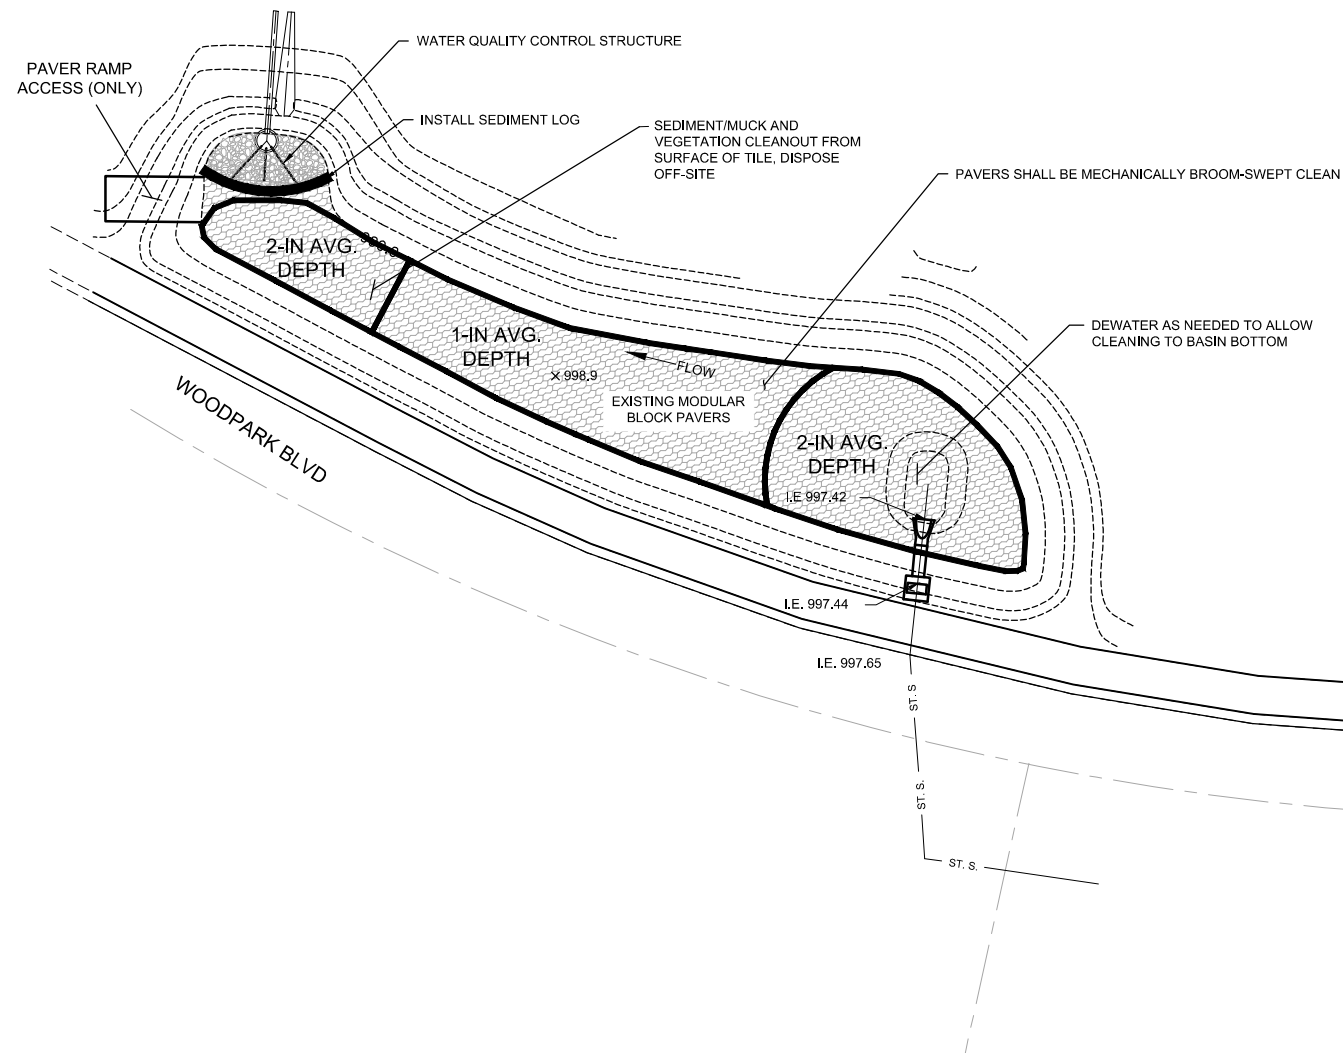 WATER QUALITY CONTROL STRUCTURE
PAVER RAMP
ACCESS (ONLY)
INSTALL SEDIMENT LOG
SEDIMENT/MUCK AND
VEGETATION CLEANOUT FROM
SURFACE OF TILE, DISPOSE
OFF-SITE
PAVERS SHALL BE MECHANICALLY BROOM-SWEPT CLEAN
2-IN AVG.
DEPTH
1-IN AVG.
DEPTH
998.9
FLOW
EXISTING MODULAR
BLOCK PAVERS
DEWATER AS NEEDED TO ALLOW
CLEANING TO BASIN BOTTOM
WOODPARK BLVD
2-IN AVG.
DEPTH
I.E 997.42
I.E. 997.44
I.E. 997.65
ST. S
ST. S.
ST. S.